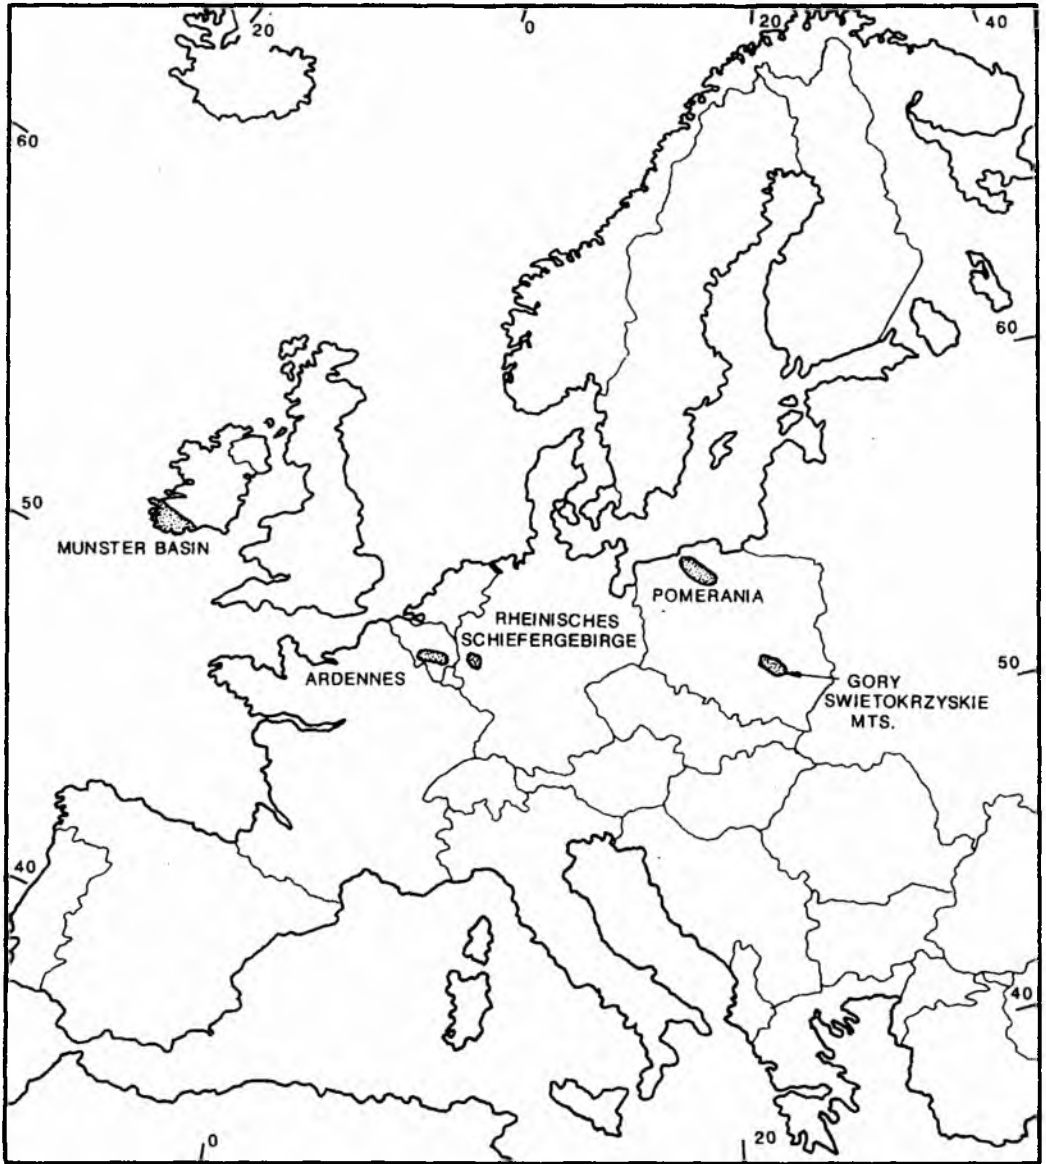 20
0
20
40
60
60
50
MUNSTER BASIN
POMERANIA
RHEINISCHES
SCHIEFERGEBIRGE
ARDENNES
50
GORY
SWIETOKRZYSKIE
MTS.
40
40
0
20